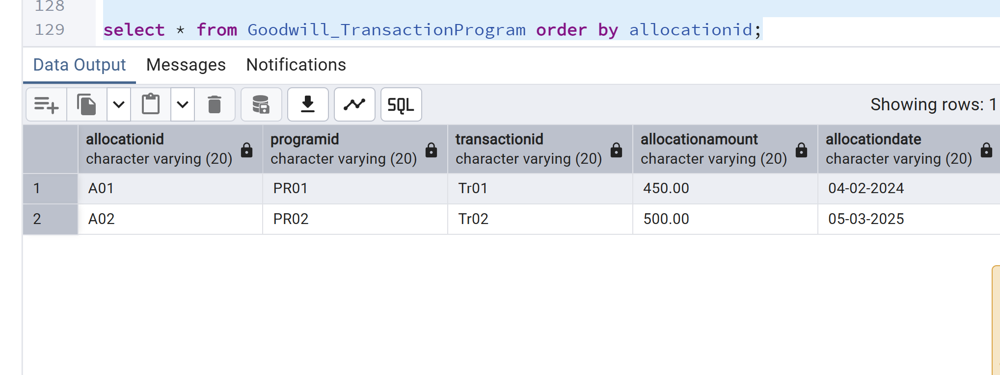 128
129 select * from Goodwill_TransactionProgram order by allocationid;
Data Output Messages Notifications
SQL Showing rows: 1
allocationid programid transactionid allocationamount allocationdate
character varying (20) character varying (20) character varying (20) character varying (20) character varying (20)
1 A01 PR01 Tr01 450.00 04-02-2024
2 A02 PR02 Tr02 500.00 05-03-2025